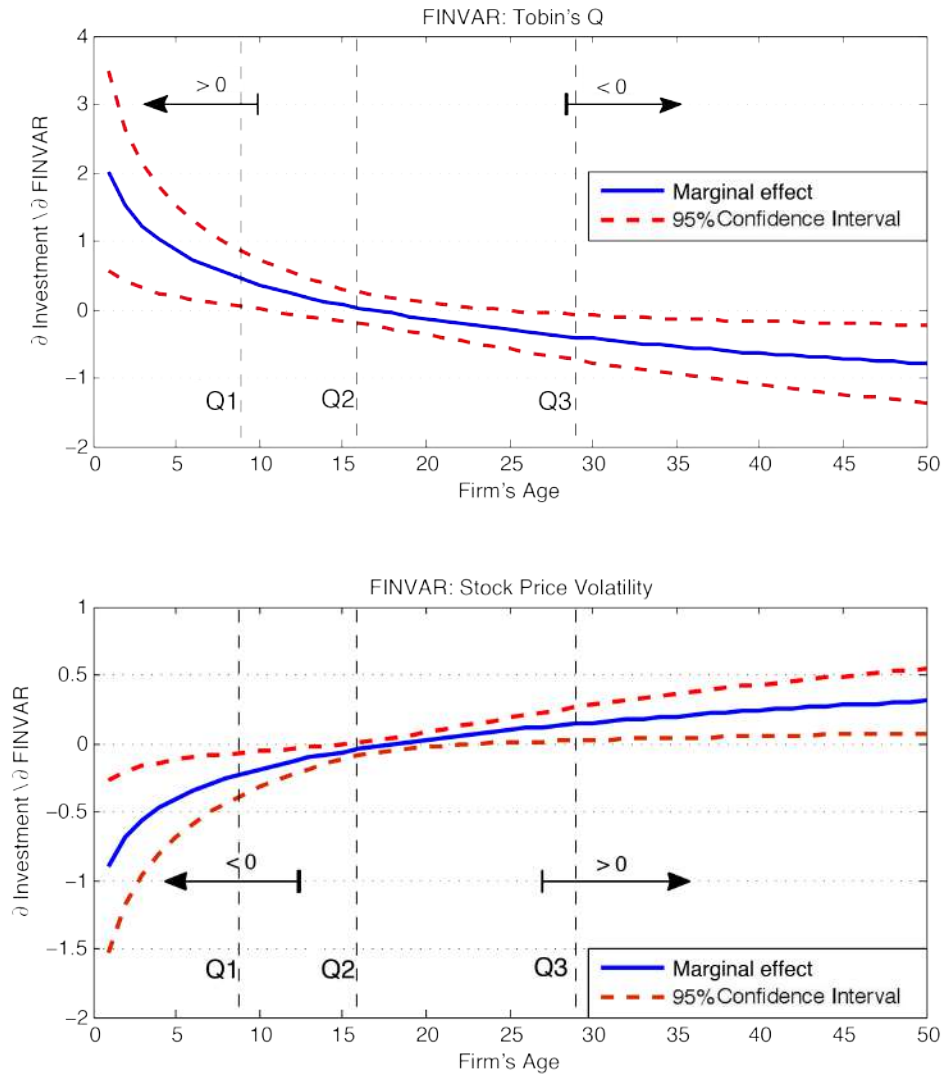 FINVAR: Tobin's Q
4
3
2
1
0
−1
−2
∂ Investment \ ∂ FINVAR
> 0
< 0
Marginal effect
95% Confidence Interval
Q1
Q2
Q3
0 5 10 15 20 25 30 35 40 45 50
Firm's Age
FINVAR: Stock Price Volatility
1
0.5
0
−0.5
−1
−1.5
−2
∂ Investment \ ∂ FINVAR
< 0
> 0
Q1
Q2
Q3
Marginal effect
95% Confidence Interval
0 5 10 15 20 25 30 35 40 45 50
Firm's Age